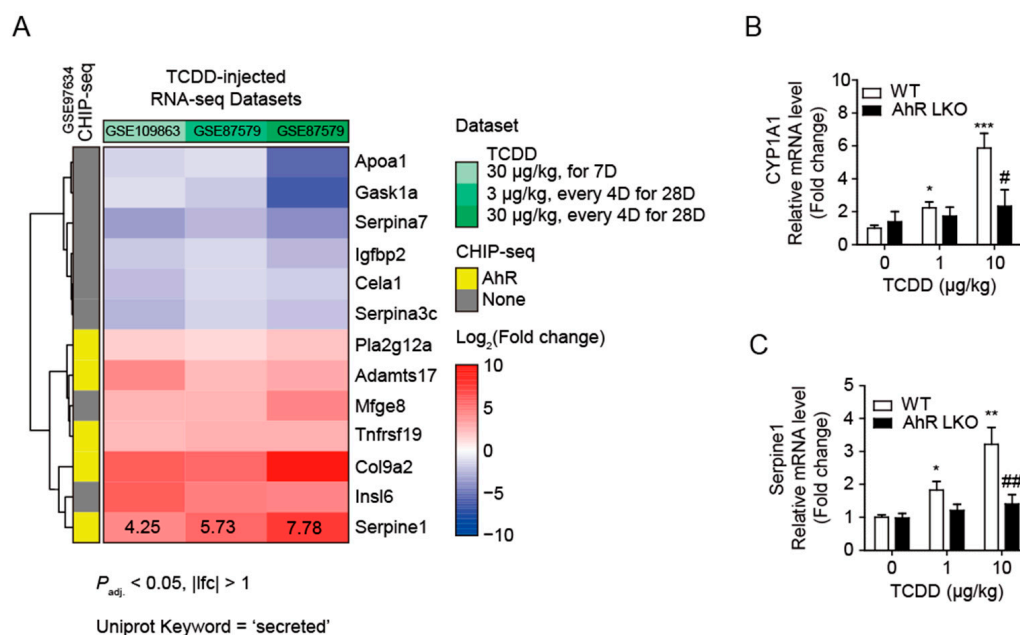 A
GSE97634
CHIP-seq
TCDD-injected
RNA-seq Datasets
GSE109863 GSE87579 GSE87579
Apoa1
Gask1a
Serpina7
Igfbp2
Cela1
Serpina3c
Pla2g12a
Adamts17
Mfge8
Tnfrsf19
Col9a2
Insl6
4.25 5.73 7.78 Serpine1
P adj. < 0.05, |lfc| > 1
Uniprot Keyword = ‘secreted’
Dataset
TCDD
30 µg/kg, for 7D
3 µg/kg, every 4D for 28D
30 µg/kg, every 4D for 28D
CHIP-seq
AhR
None
Log2(Fold change)
10
5
0
−5
−10
B
CYP1A1
Relative mRNA level
(Fold change)
10
8
6
4
2
0
WT
AhR LKO
* *** #
0 1 10
TCDD (µg/kg)
C
Serpine1
Relative mRNA level
(Fold change)
5
4
3
2
1
0
WT
AhR LKO
* ** ##
0 1 10
TCDD (µg/kg)